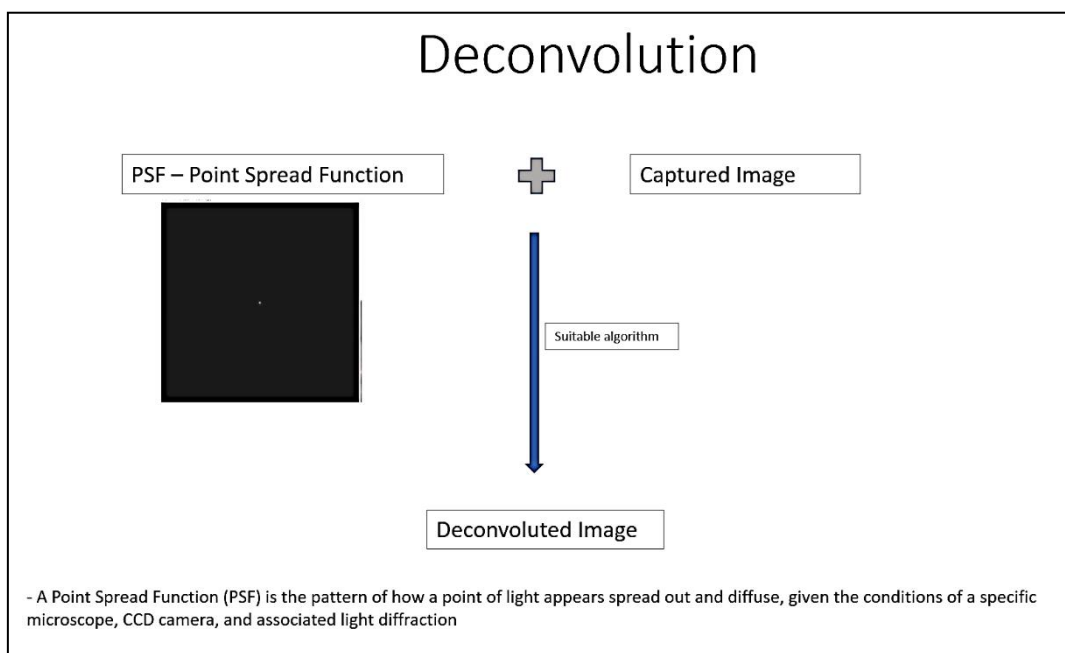 Deconvolution
PSF – Point Spread Function
Captured Image
Suitable algorithm
Deconvoluted Image
- A Point Spread Function (PSF) is the pattern of how a point of light appears spread out and diffuse, given the conditions of a specific
microscope, CCD camera, and associated light diffraction